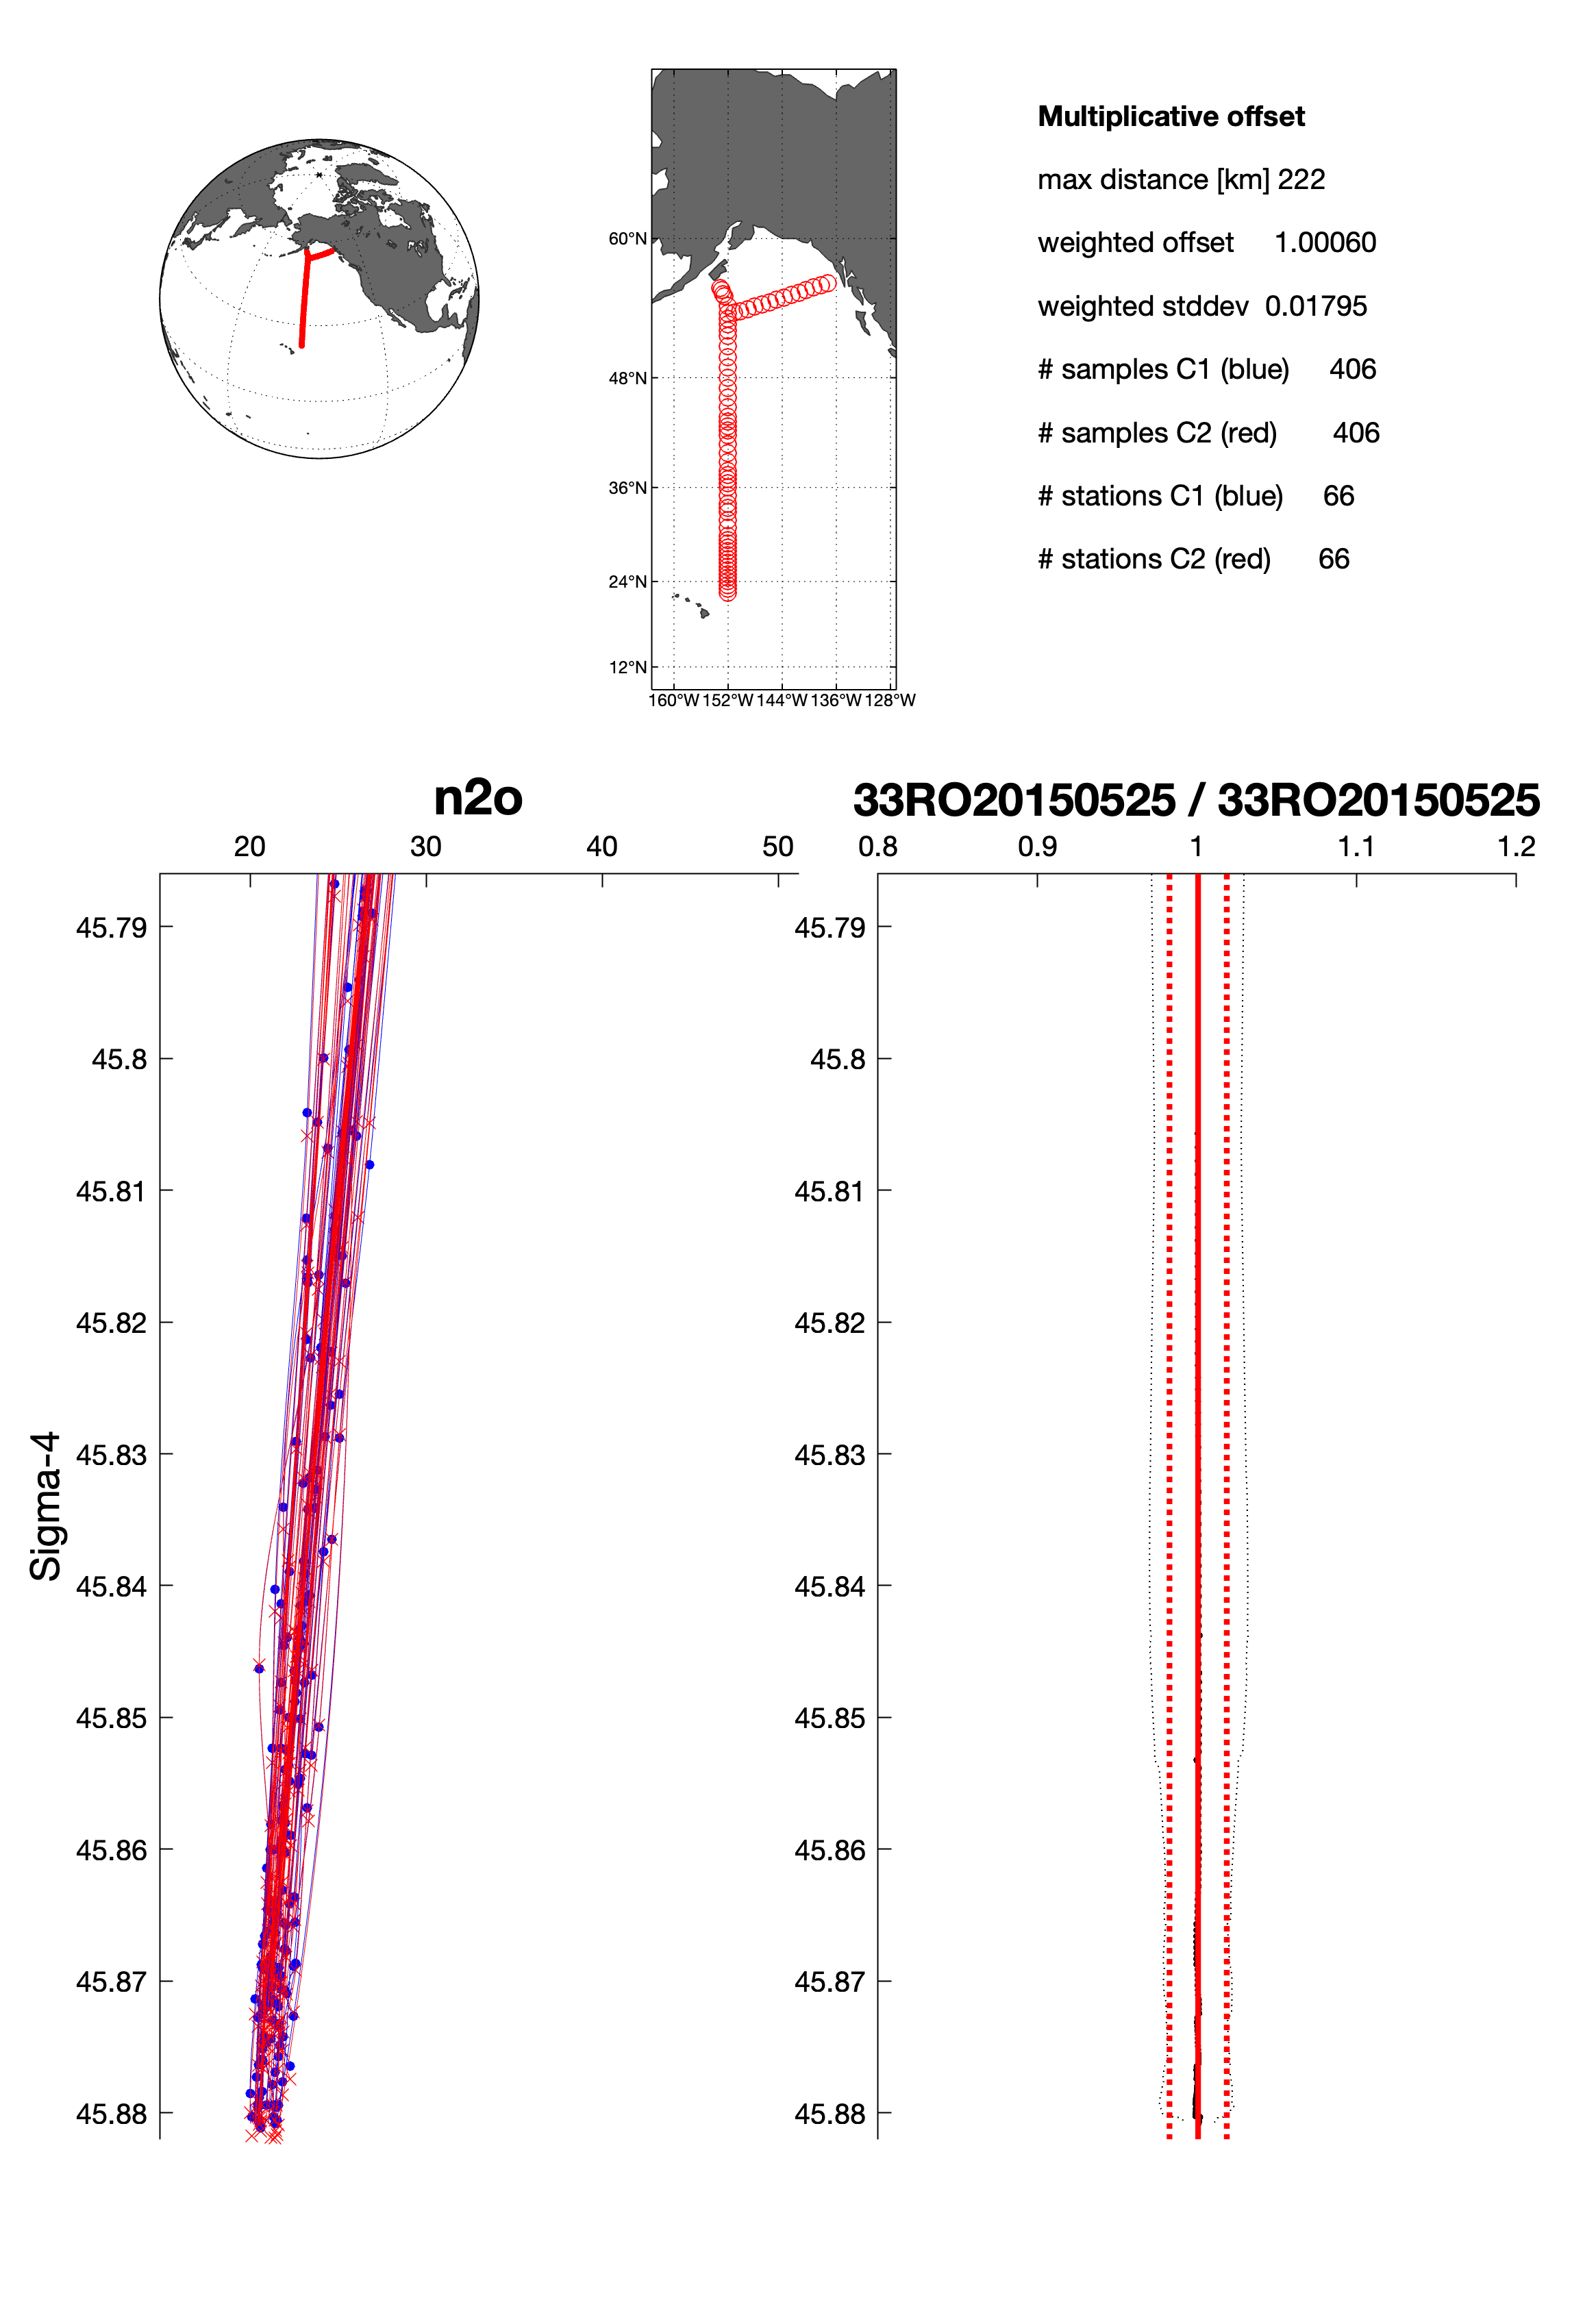 Multiplicative offset
max distance [km] 222
weighted offset 1.00060
weighted stddev 0.01795
# samples C1 (blue) 406
# samples C2 (red) 406
# stations C1 (blue) 66
# stations C2 (red) 66
60°N
48°N
36°N
24°N
12°N
160°W 152°W 144°W 136°W 128°W
n2o
20 30 40 50
45.79
45.8
45.81
45.82
45.83
45.84
45.85
45.86
45.87
45.88
Sigma-4
33RO20150525 / 33RO20150525
0.8 0.9 1 1.1 1.2
45.79
45.8
45.81
45.82
45.83
45.84
45.85
45.86
45.87
45.88